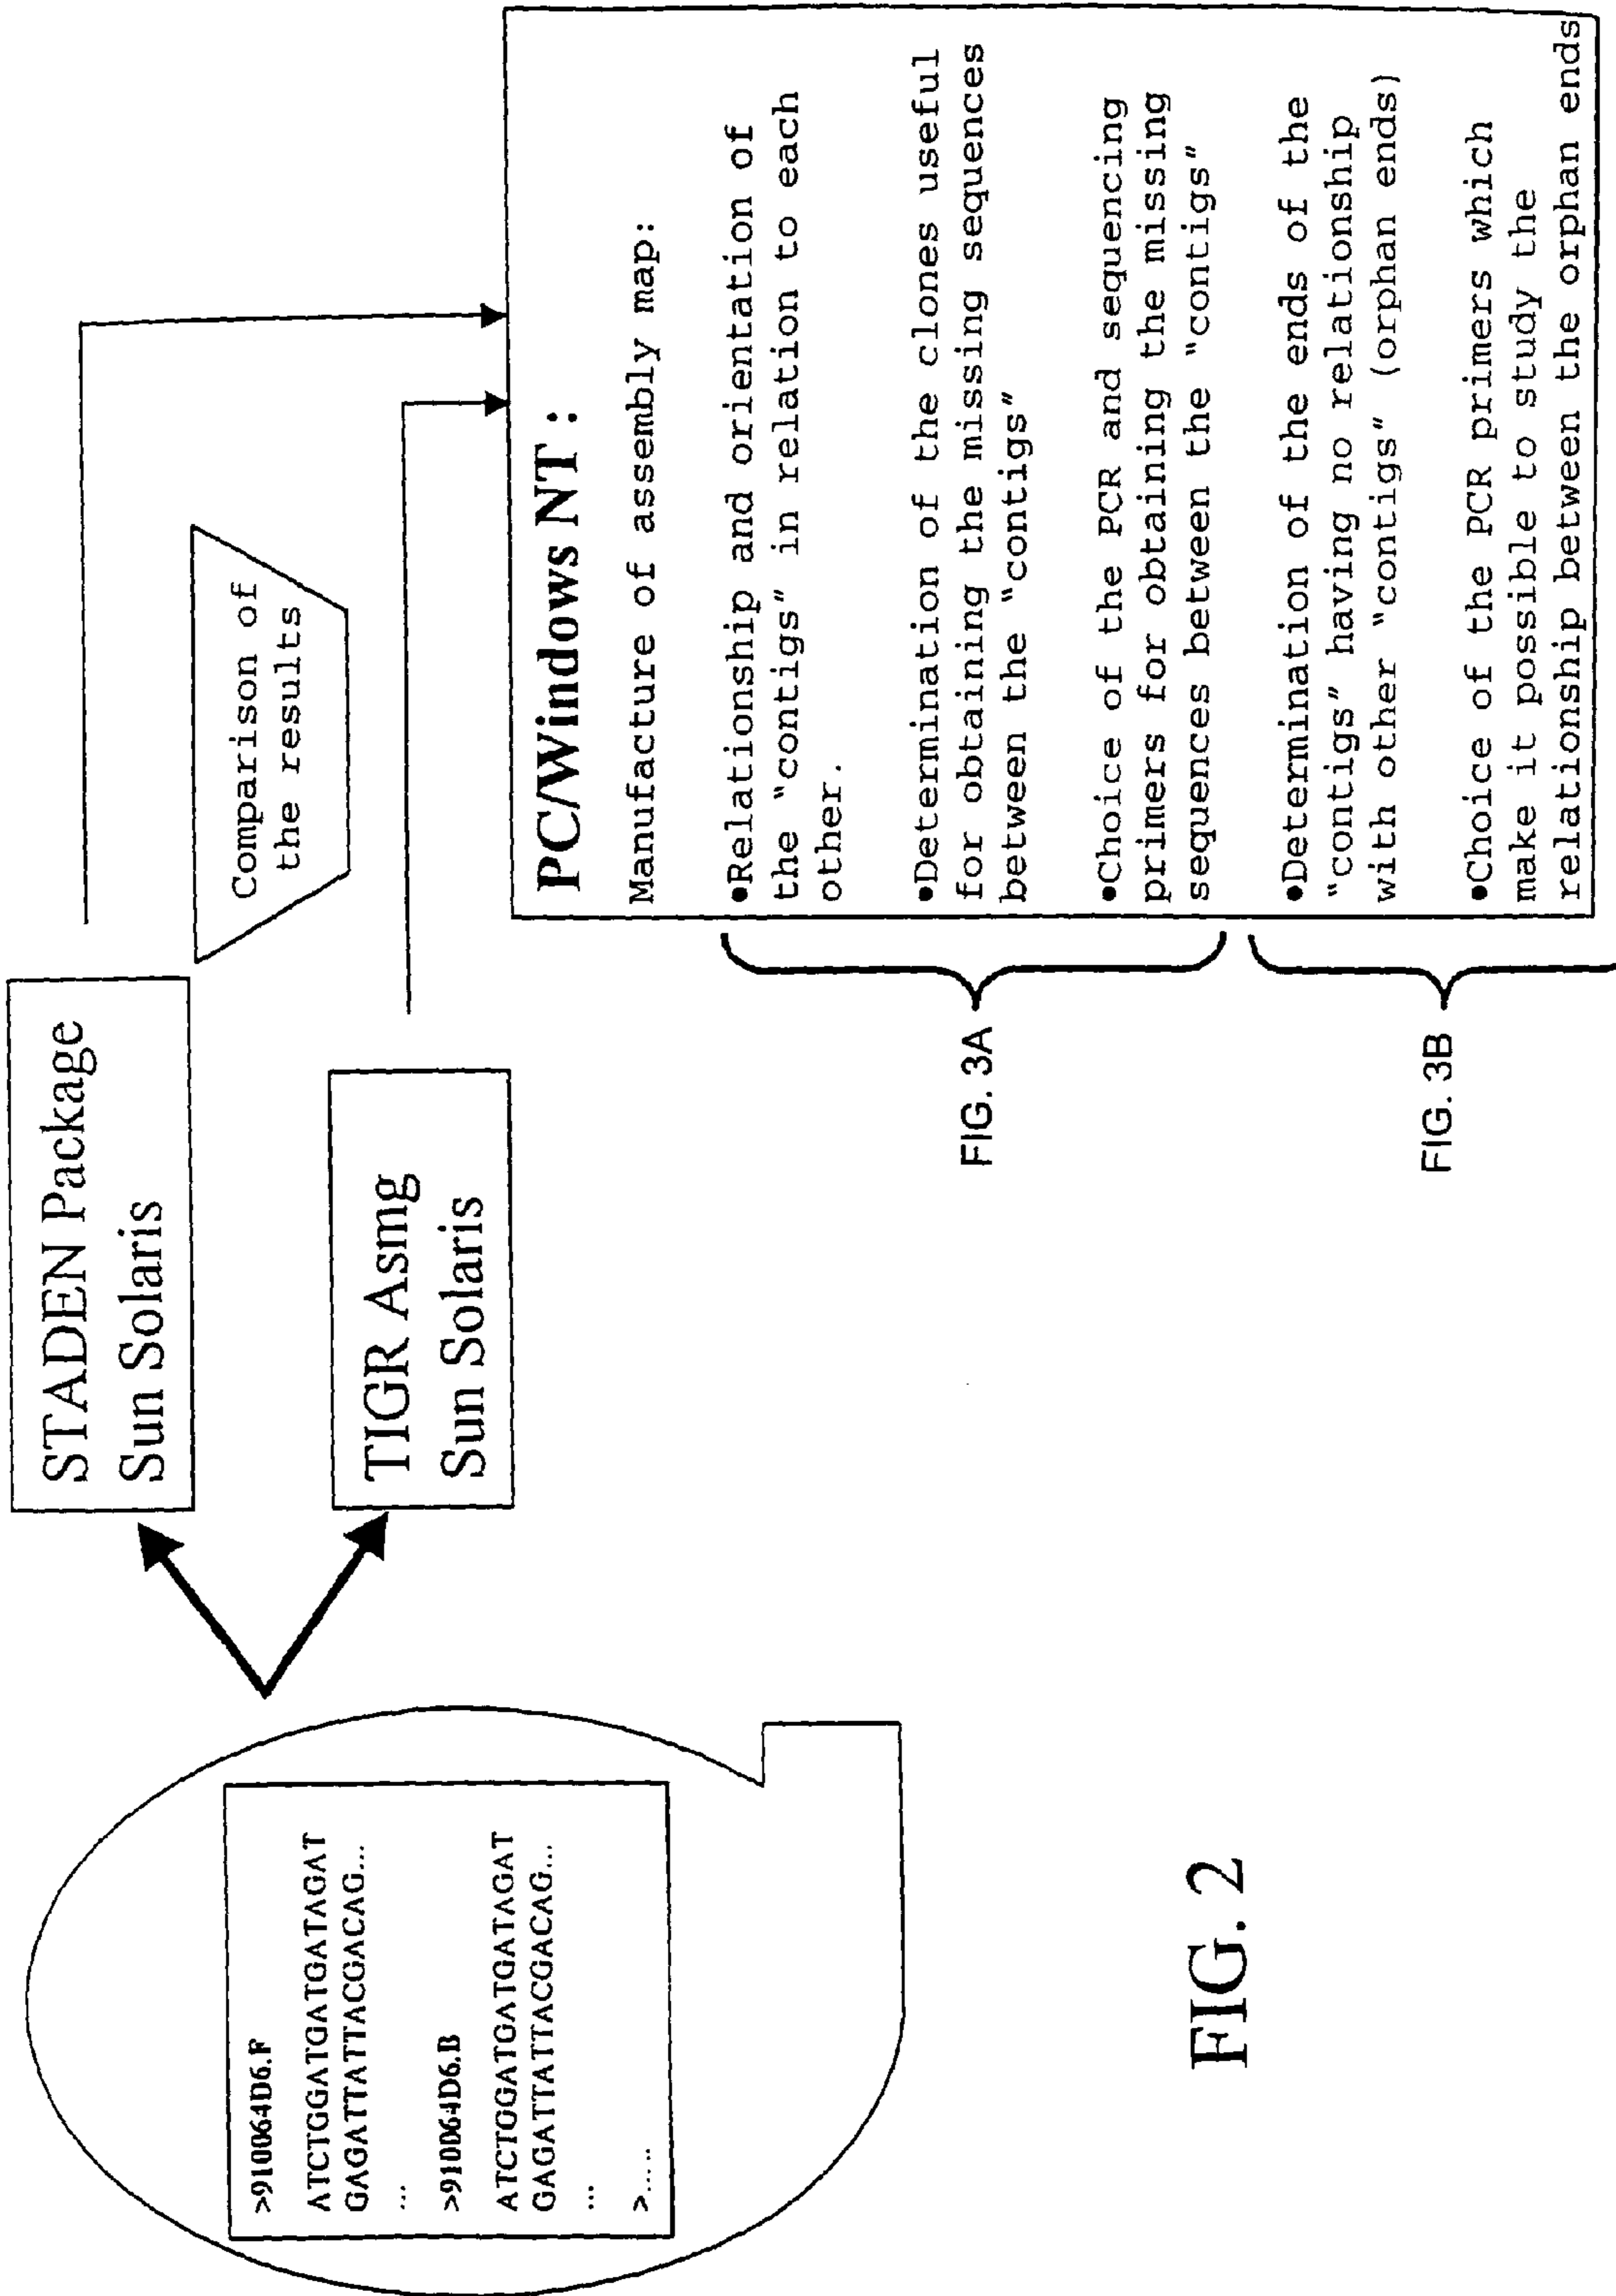 >910064D6.F
ATCTGGATGATGATAGAT
GAGATTATTACGACAG...
...
>910064D6.B
ATCTGGATGATGATAGAT
GAGATTATTACGACAG...
...
>.....
STADEN Package
Sun Solaris
TIGR Asmg
Sun Solaris
Comparison of
the results
PC/Windows NT :
Manufacture of assembly map:
•Relationship and orientation of
the "contigs" in relation to each
other.
•Determination of the clones useful
for obtaining the missing sequences
between the "contigs"
•Choice of the PCR and sequencing
primers for obtaining the missing
sequences between the "contigs"
•Determination of the ends of the
"contigs" having no relationship
with other "contigs" (orphan ends)
•Choice of the PCR primers which
make it possible to study the
relationship between the orphan ends
FIG. 3A
FIG. 3B
FIG. 2